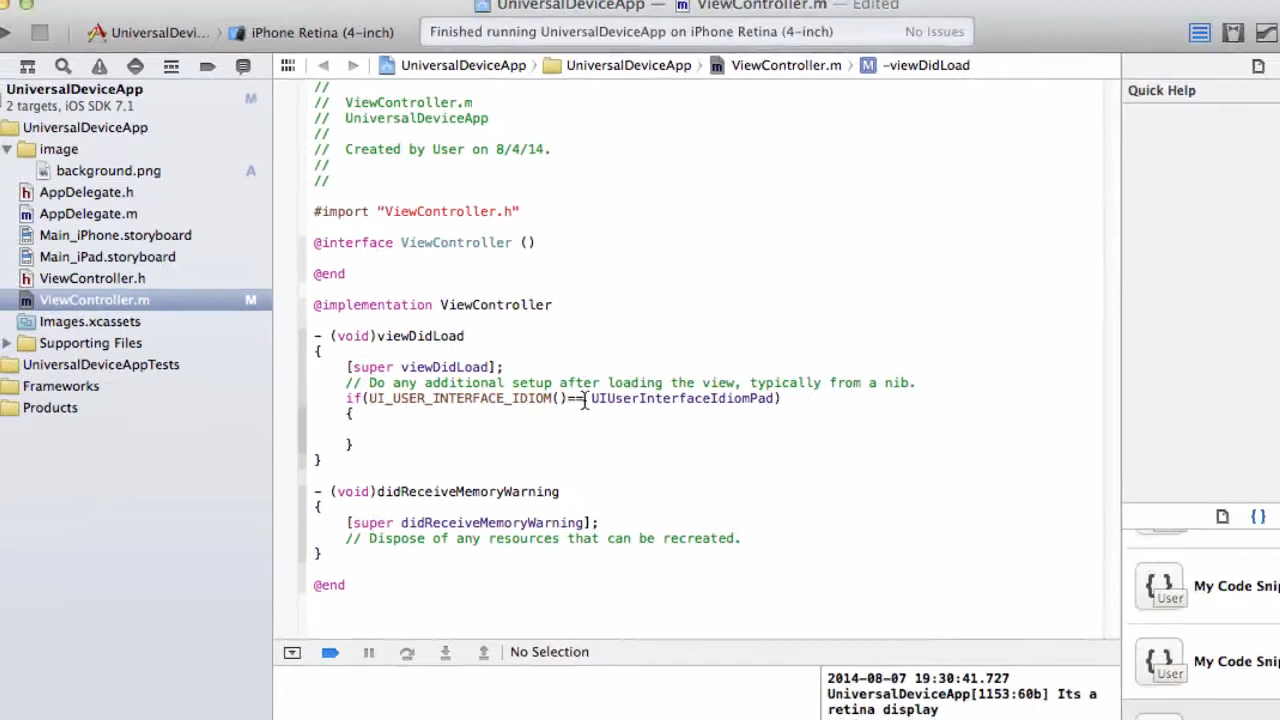 UniversalDeviceApp — ViewController.m — Edited
UniversalDevi... iPhone Retina (4-inch) Finished running UniversalDeviceApp on iPhone Retina (4-inch) No Issues
UniversalDeviceApp UniversalDeviceApp ViewController.m -viewDidLoad
UniversalDeviceApp M
2 targets, iOS SDK 7.1
UniversalDeviceApp
image
background.png A
AppDelegate.h
AppDelegate.m
Main_iPhone.storyboard
Main_iPad.storyboard
ViewController.h
ViewController.m M
Images.xcassets
Supporting Files
UniversalDeviceAppTests
Frameworks
Products
//
// ViewController.m
// UniversalDeviceApp
//
// Created by User on 8/4/14.
//
//
#import "ViewController.h"
@interface ViewController ()
@end
@implementation ViewController
- (void)viewDidLoad
{
[super viewDidLoad];
// Do any additional setup after loading the view, typically from a nib.
if(UI_USER_INTERFACE_IDIOM()== UIUserInterfaceIdiomPad)
{
}
}
- (void)didReceiveMemoryWarning
{
[super didReceiveMemoryWarning];
// Dispose of any resources that can be recreated.
}
@end
No Selection
2014-08-07 19:30:41.727
UniversalDeviceApp[1153:60b] Its a
retina display
Quick Help
{ }
{ } User My Code Sni
{ } User My Code Sni